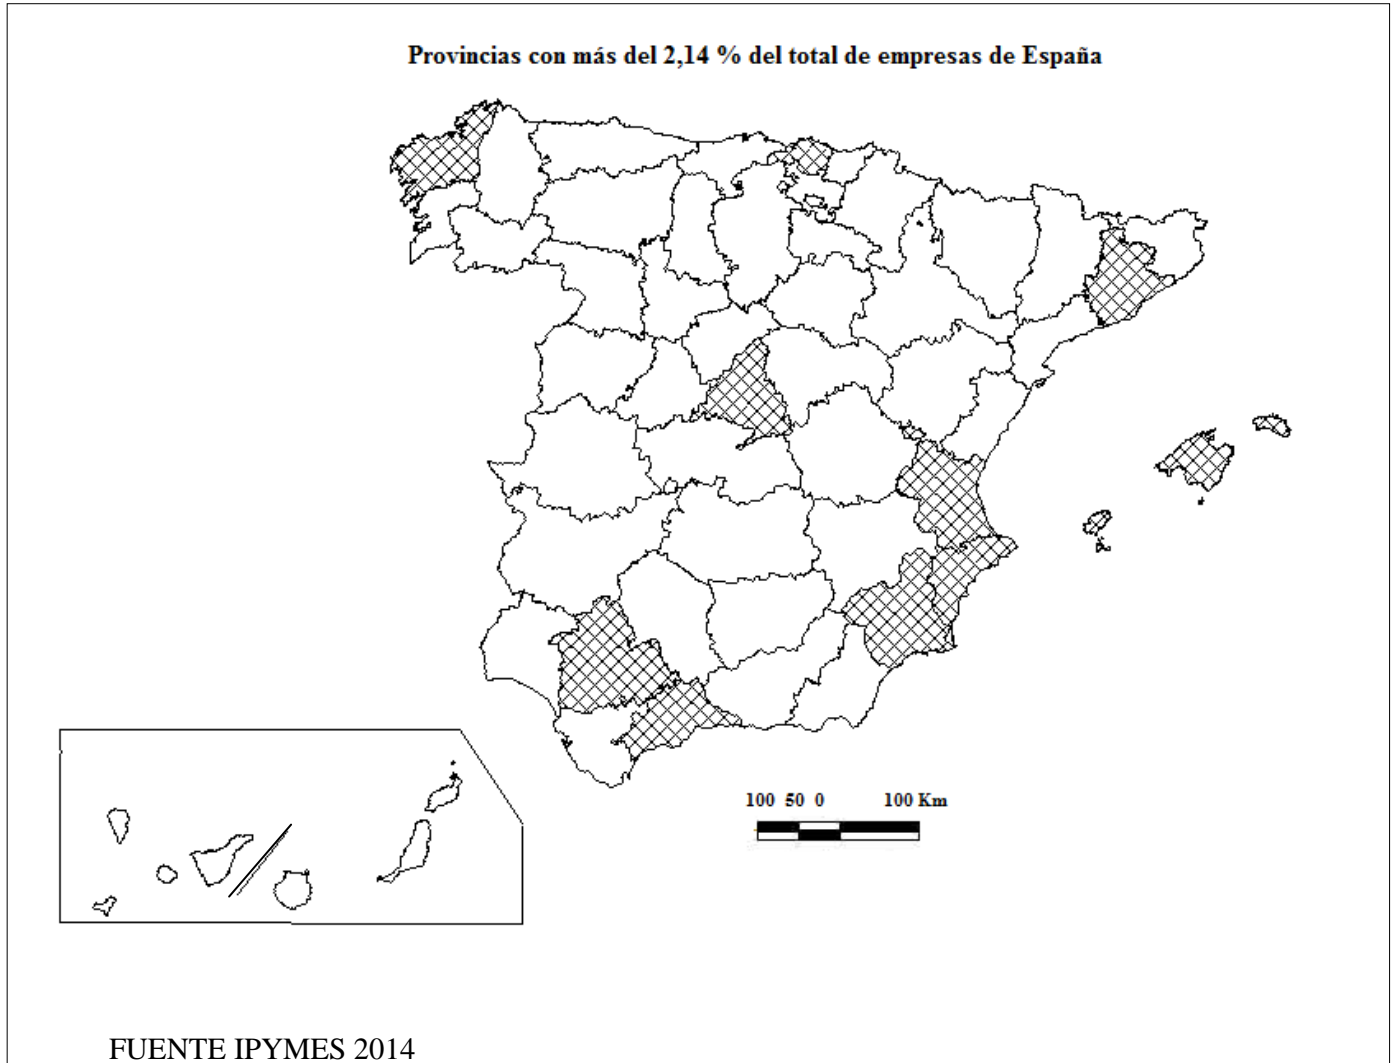 Provincias con más del 2,14 % del total de empresas de España
100 50 0 100 Km
FUENTE IPYMES 2014